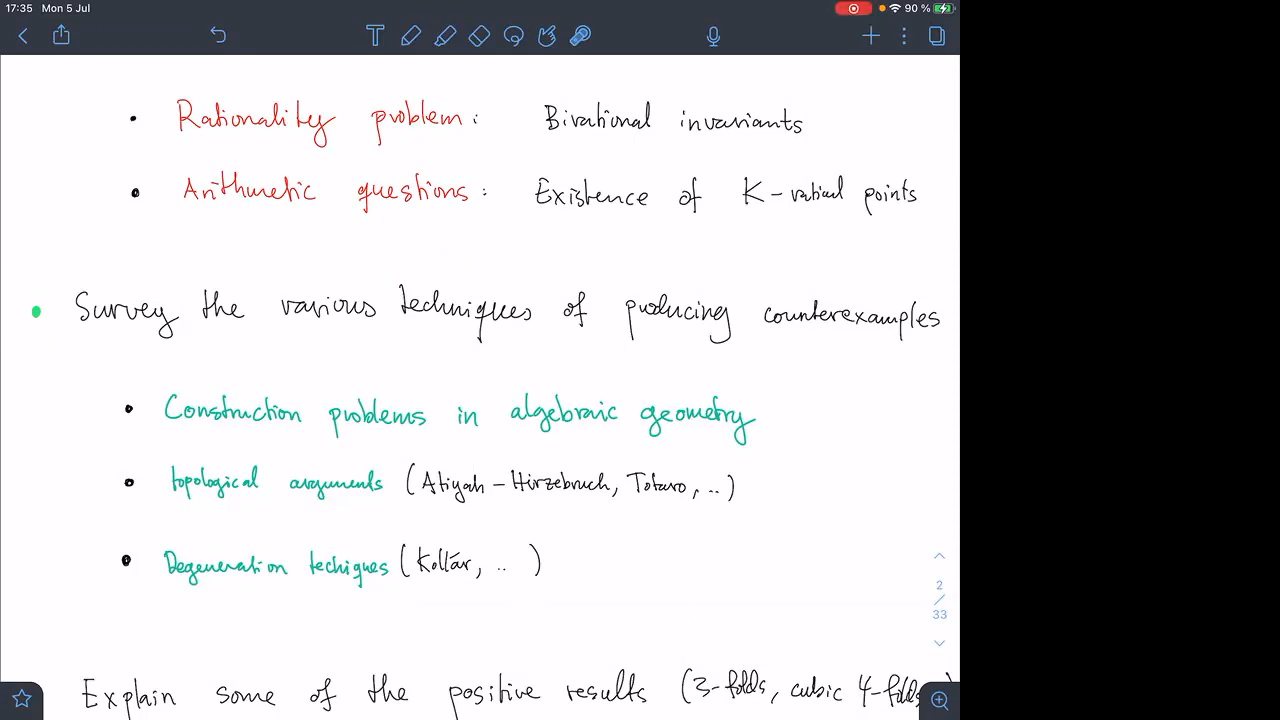 17:35 Mon 5 Jul 90 %
• Rationality problem: Birational invariants
• Arithmetic questions: Existence of K-rational points
• Survey the various techniques of producing counterexamples
• Construction problems in algebraic geometry
• topological arguments (Atiyah-Hirzebruch, Totaro, ..)
• Degeneration techiques (Kollár, .. )
2
/
33
Explain some of the positive results (3-folds, cubic 4-folds)